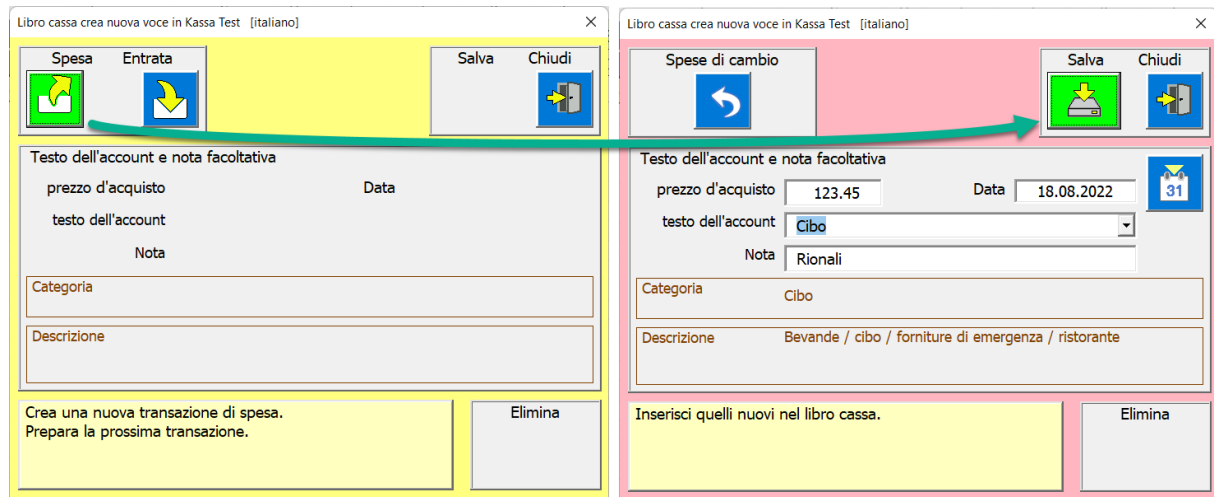 Libro cassa crea nuova voce in Kassa Test [italiano]
Spesa Entrata
Salva Chiudi
Testo dell'account e nota facoltativa
prezzo d'acquisto Data
testo dell'account
Nota
Categoria
Descrizione
Crea una nuova transazione di spesa.
Prepara la prossima transazione.
Elimina
Libro cassa crea nuova voce in Kassa Test [italiano]
Spese di cambio
Salva Chiudi
Testo dell'account e nota facoltativa
prezzo d'acquisto 123.45 Data 18.08.2022
31
testo dell'account Cibo
Nota Rionali
Categoria Cibo
Descrizione Bevande / cibo / forniture di emergenza / ristorante
Inserisci quelli nuovi nel libro cassa.
Elimina